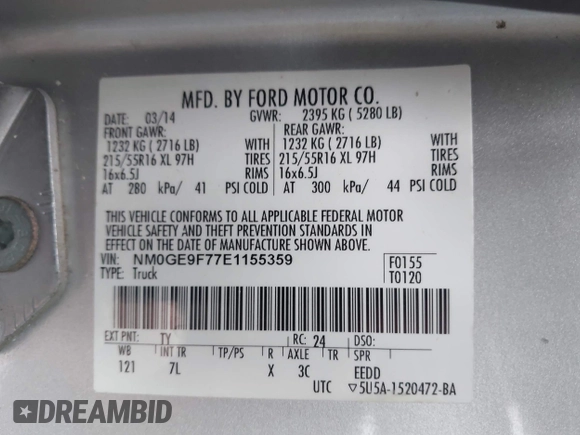 MFD. BY FORD MOTOR CO.
DATE: 03/14 GVWR: 2395 KG ( 5280 LB)
FRONT GAWR: REAR GAWR:
1232 KG ( 2716 LB) WITH 1232 KG ( 2716 LB) WITH
215/55R16 XL 97H TIRES 215/55R16 XL 97H TIRES
16x6.5J RIMS 16x6.5J RIMS
AT 280 kPa/ 41 PSI COLD AT 300 kPa/ 44 PSI COLD
THIS VEHICLE CONFORMS TO ALL APPLICABLE FEDERAL MOTOR
VEHICLE SAFETY AND THEFT PREVENTION STANDARDS IN
EFFECT ON THE DATE OF MANUFACTURE SHOWN ABOVE.
VIN: NM0GE9F77E1155359 F0155
TYPE: Truck T0120
EXT PNT: TY RC: 24 DSO:
WB INT TR TP/PS R AXLE TR SPR
121 7L X 3C EEDD
UTC ▽5U5A-1520472-BA
DREAMBID